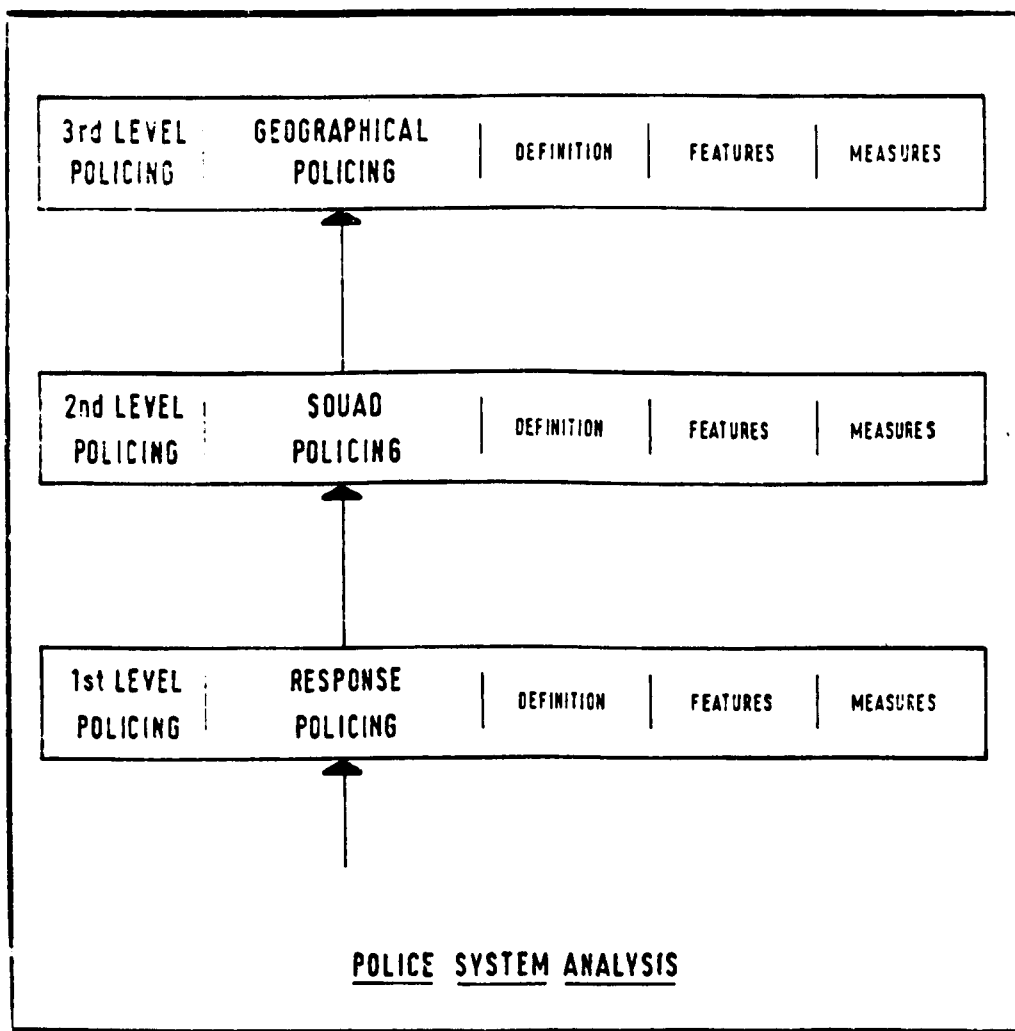 3rd LEVEL POLICING
GEOGRAPHICAL POLICING
DEFINITION
FEATURES
MEASURES
2nd LEVEL POLICING
SQUAD POLICING
DEFINITION
FEATURES
MEASURES
1st LEVEL POLICING
RESPONSE POLICING
DEFINITION
FEATURES
MEASURES
POLICE SYSTEM ANALYSIS